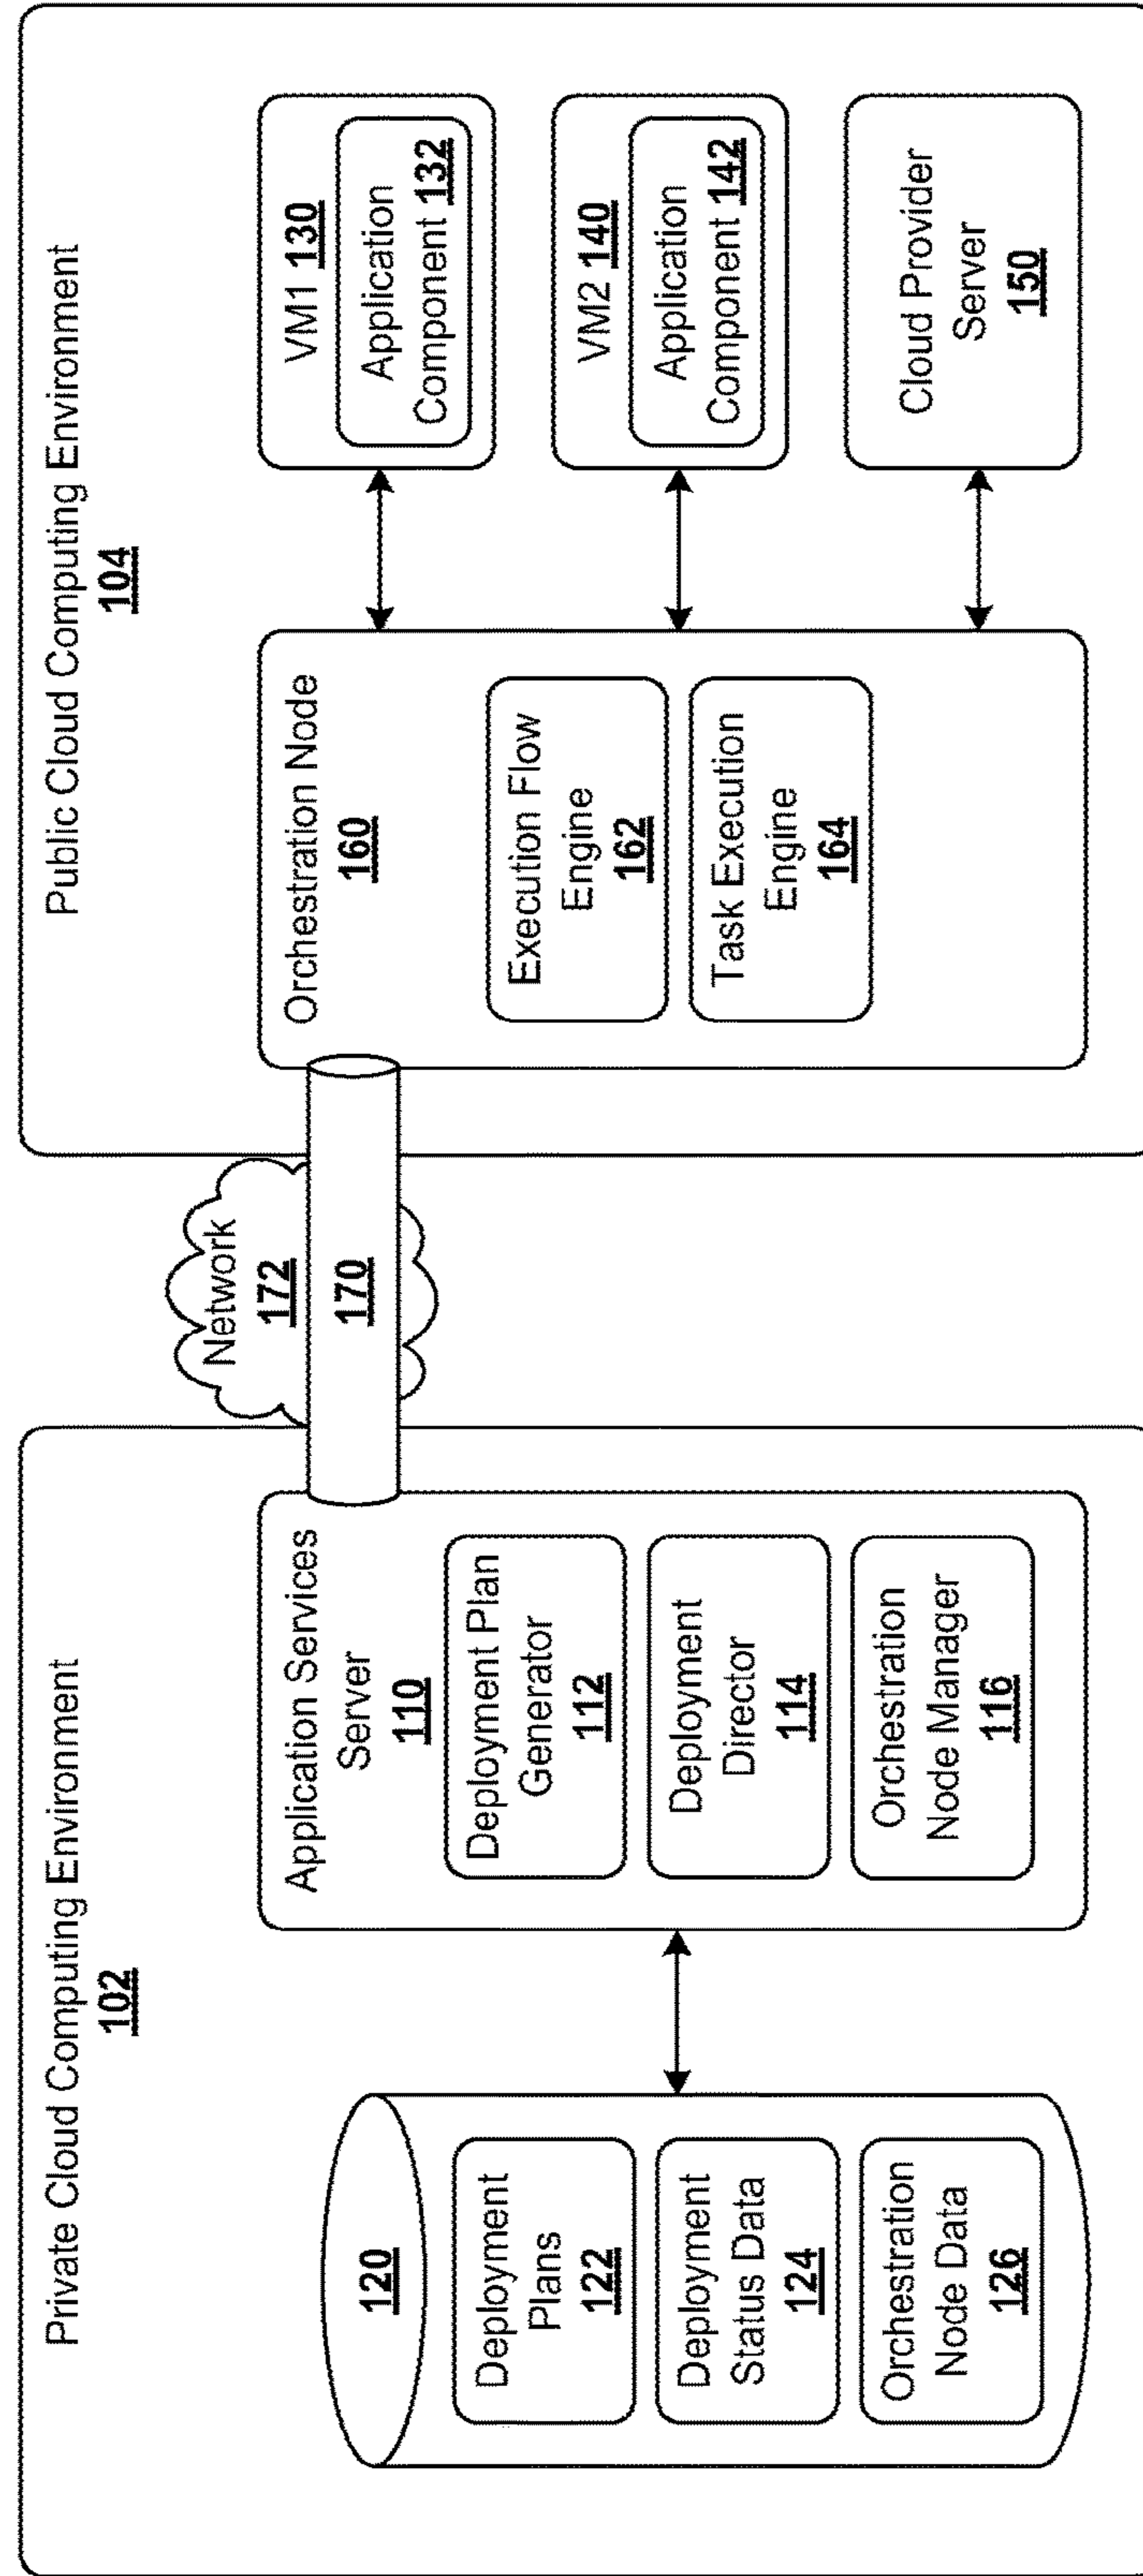 Private Cloud Computing Environment
102
120
Deployment
Plans
122
Deployment
Status Data
124
Orchestration
Node Data
126
Application Services
Server
110
Deployment Plan
Generator
112
Deployment
Director
114
Orchestration
Node Manager
116
Network
172
170
Public Cloud Computing Environment
104
Orchestration Node
160
Execution Flow
Engine
162
Task Execution
Engine
164
VM1 130
Application
Component 132
VM2 140
Application
Component 142
Cloud Provider
Server
150